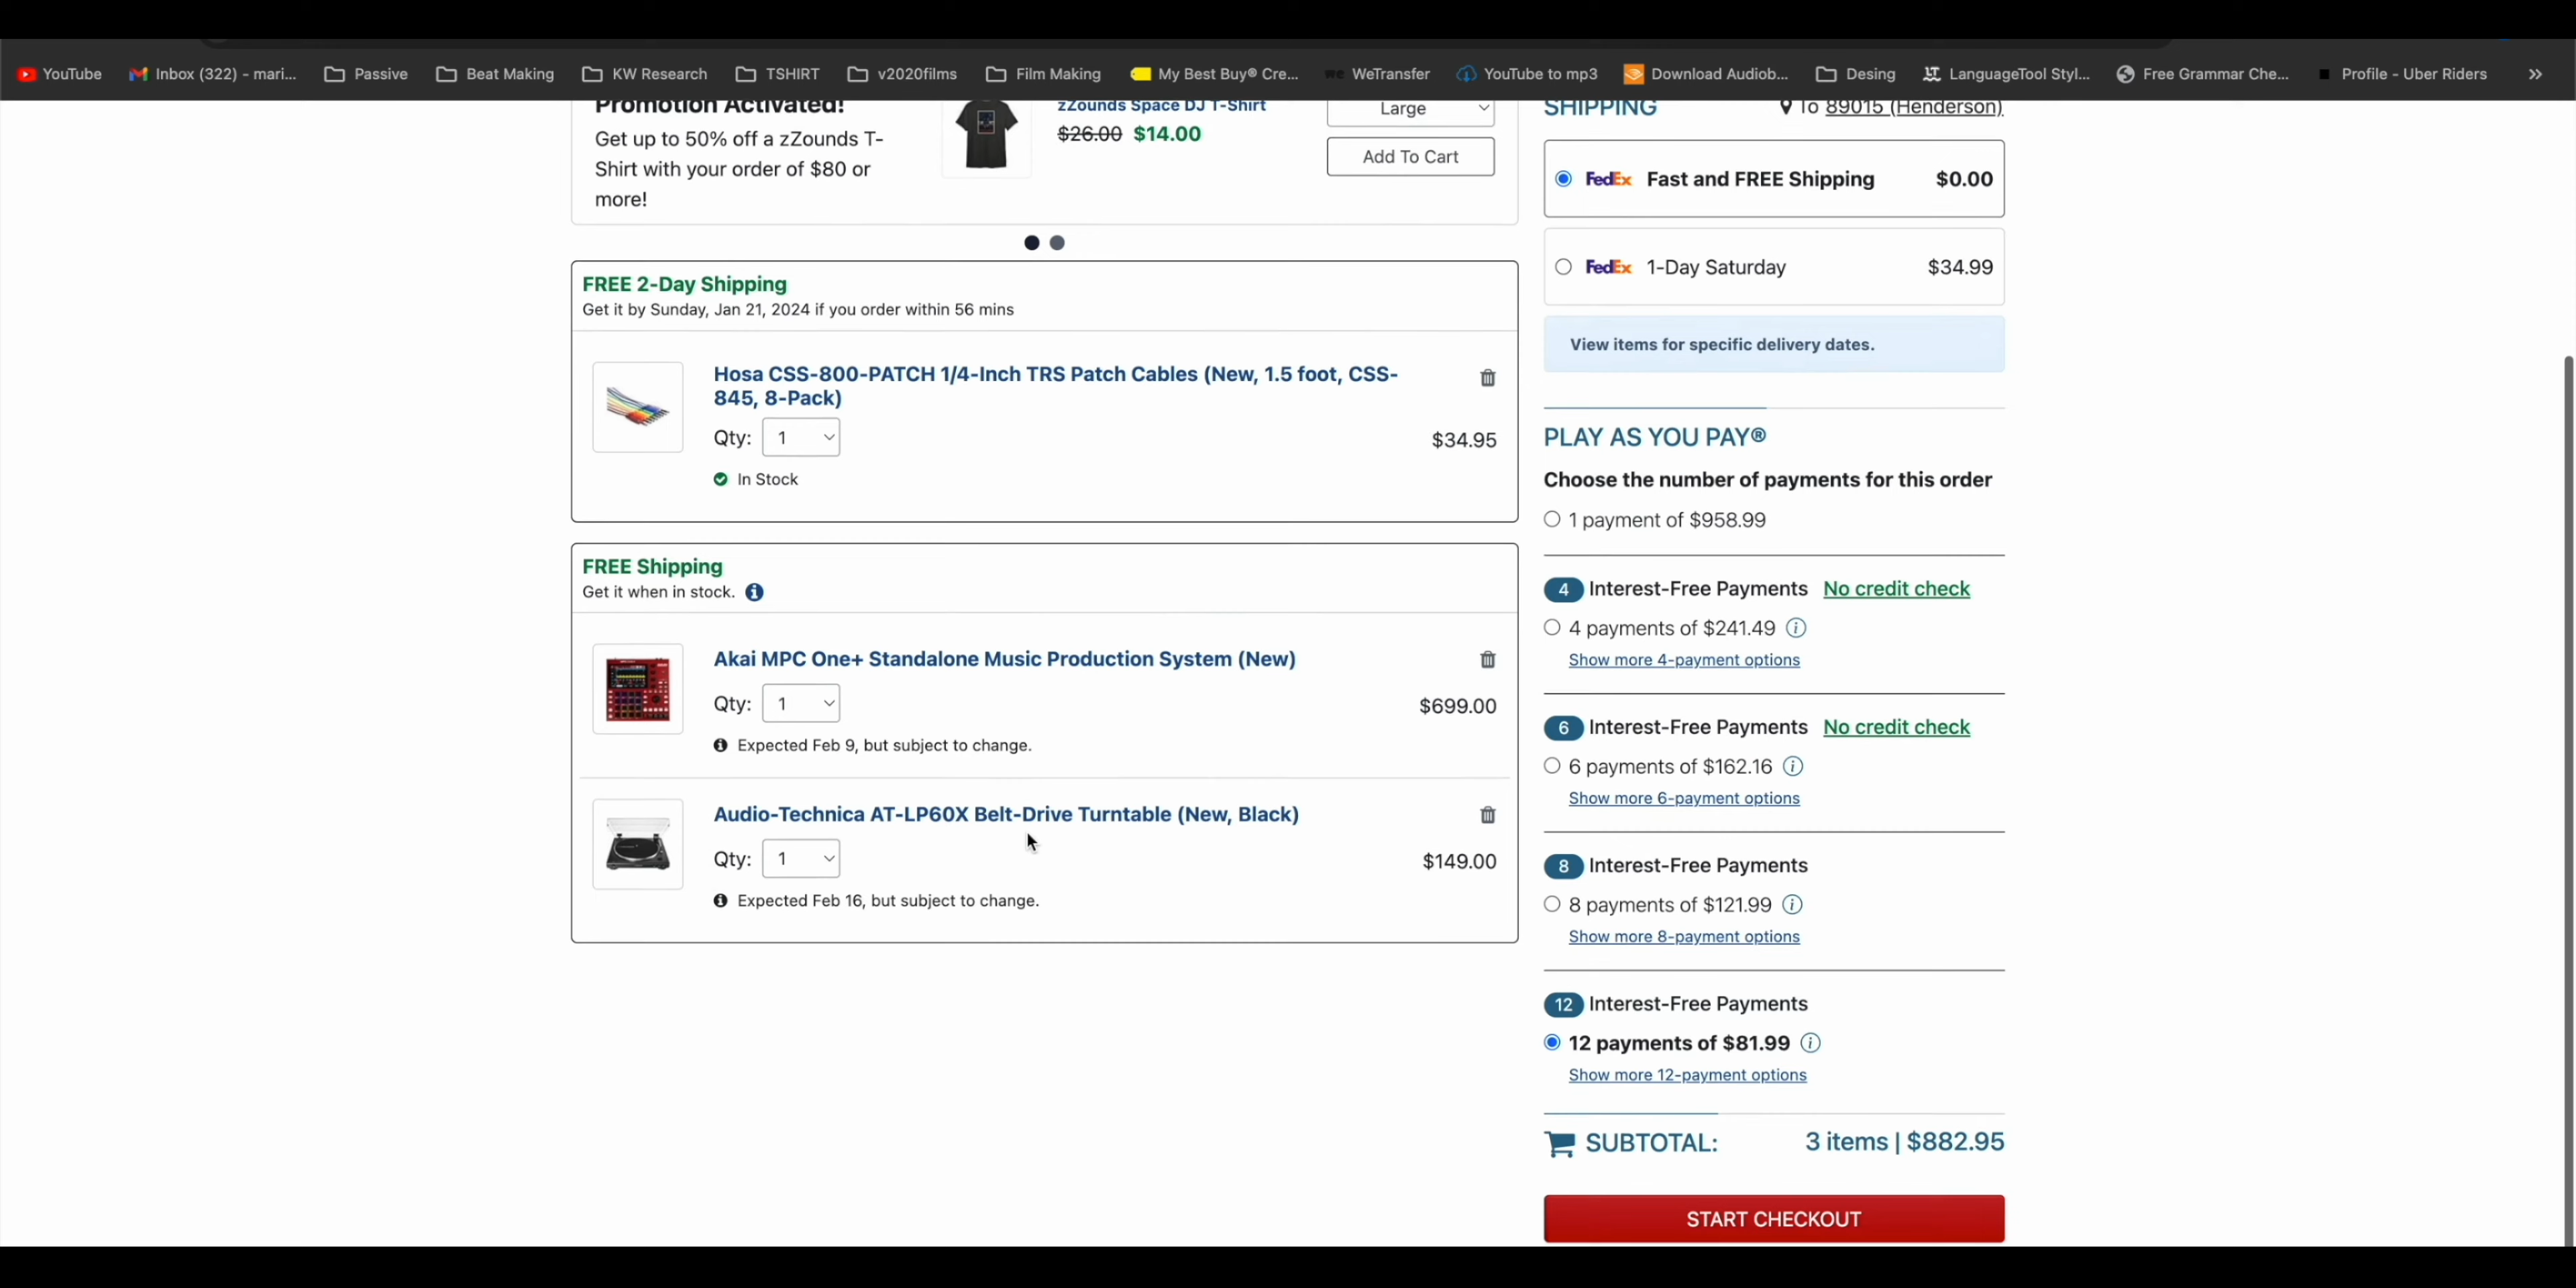 YouTube
Inbox (322) - mari...
Passive
Beat Making
KW Research
TSHIRT
v2020films
Film Making
My Best Buy® Cre...
WeTransfer
YouTube to mp3
Download Audiob...
Desing
LanguageTool Styl...
Free Grammar Che...
Profile - Uber Riders
»
Promotion Activated!
Get up to 50% off a zZounds T-
Shirt with your order of $80 or
more!
zZounds Space DJ T-Shirt
$26.00 $14.00
Large
Add To Cart
FREE 2-Day Shipping
Get it by Sunday, Jan 21, 2024 if you order within 56 mins
Hosa CSS-800-PATCH 1/4-Inch TRS Patch Cables (New, 1.5 foot, CSS-
845, 8-Pack)
Qty: 1
$34.95
In Stock
FREE Shipping
Get it when in stock.
Akai MPC One+ Standalone Music Production System (New)
Qty: 1
$699.00
Expected Feb 9, but subject to change.
Audio-Technica AT-LP60X Belt-Drive Turntable (New, Black)
Qty: 1
$149.00
Expected Feb 16, but subject to change.
SHIPPING To 89015 (Henderson)
FedEx Fast and FREE Shipping $0.00
FedEx 1-Day Saturday $34.99
View items for specific delivery dates.
PLAY AS YOU PAY®
Choose the number of payments for this order
1 payment of $958.99
4 Interest-Free Payments No credit check
4 payments of $241.49
Show more 4-payment options
6 Interest-Free Payments No credit check
6 payments of $162.16
Show more 6-payment options
8 Interest-Free Payments
8 payments of $121.99
Show more 8-payment options
12 Interest-Free Payments
12 payments of $81.99
Show more 12-payment options
SUBTOTAL: 3 items | $882.95
START CHECKOUT